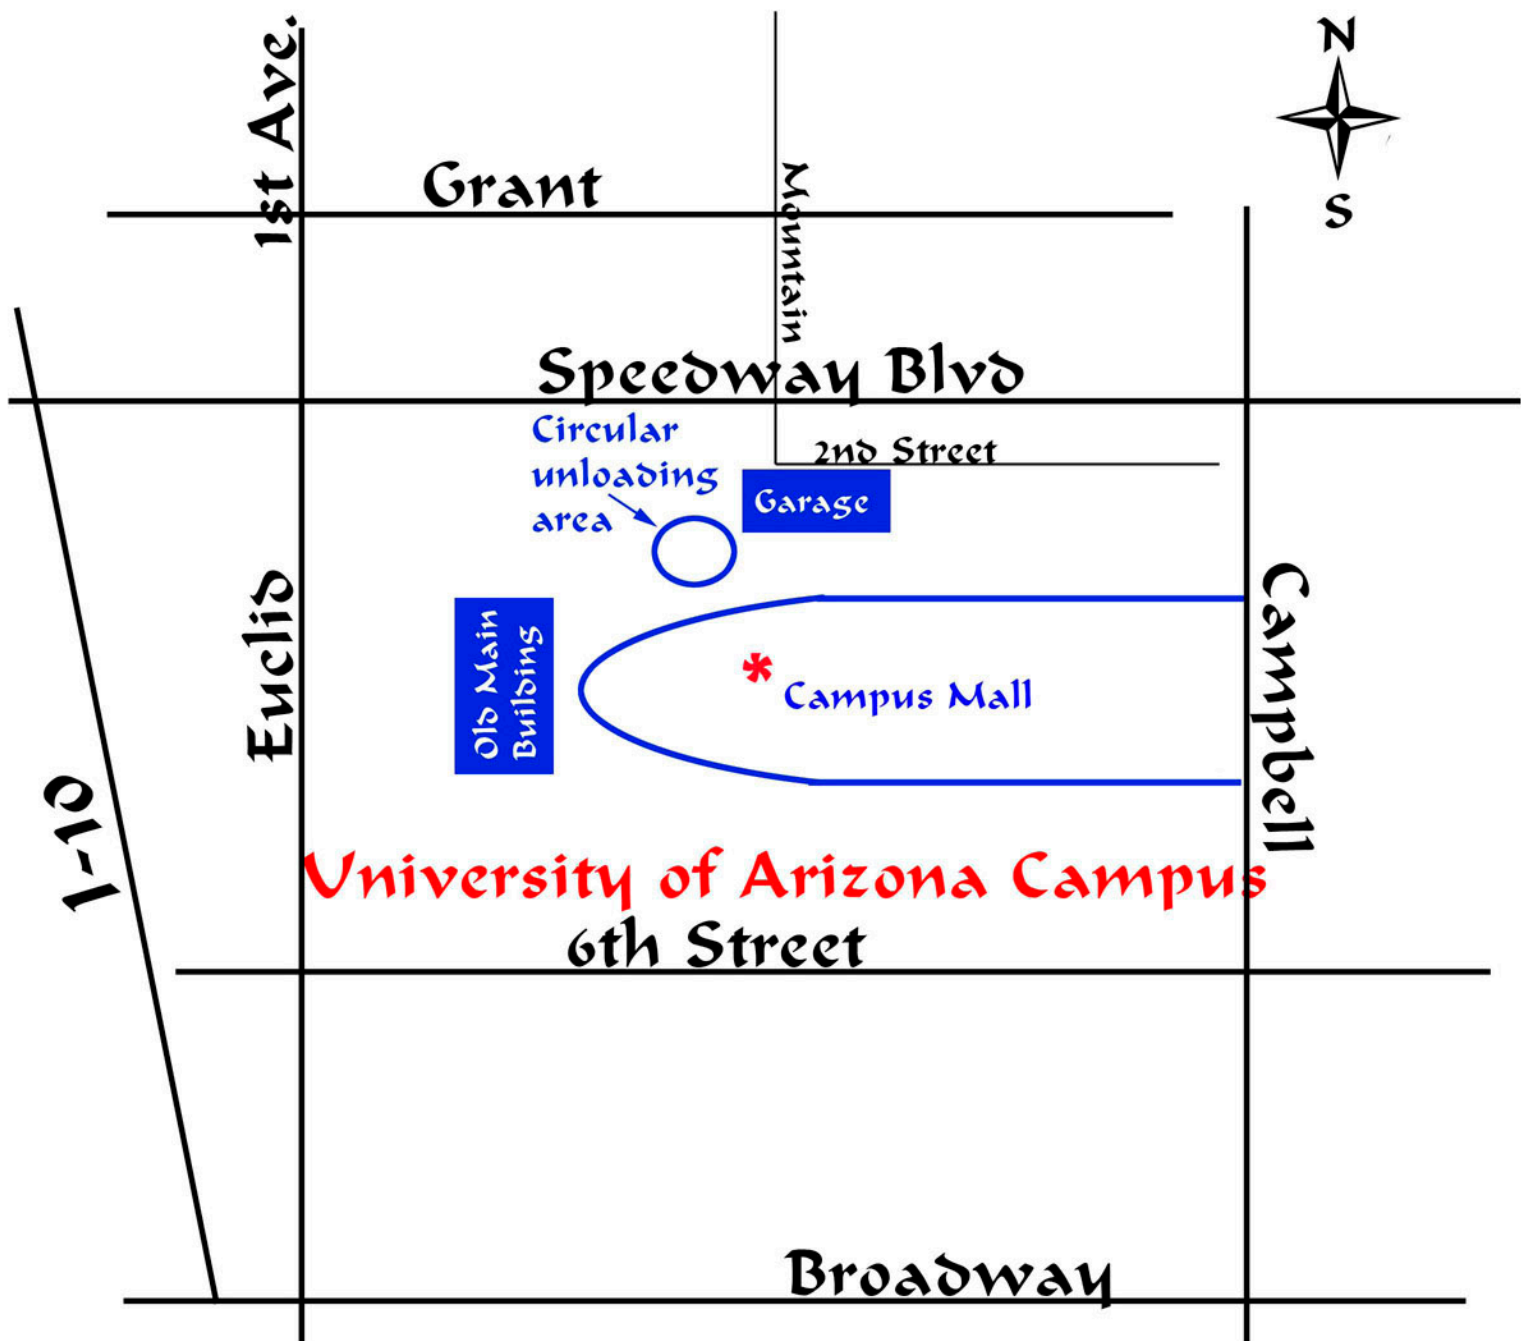 N
1st Ave.
Grant
Mountain
S
Speedway Blvd
Circular
unloading
area
2nd Street
Garage
Euclid
Old Main
Building
Campus Mall
*
Campbell
I-10
University of Arizona Campus
6th Street
Broadway